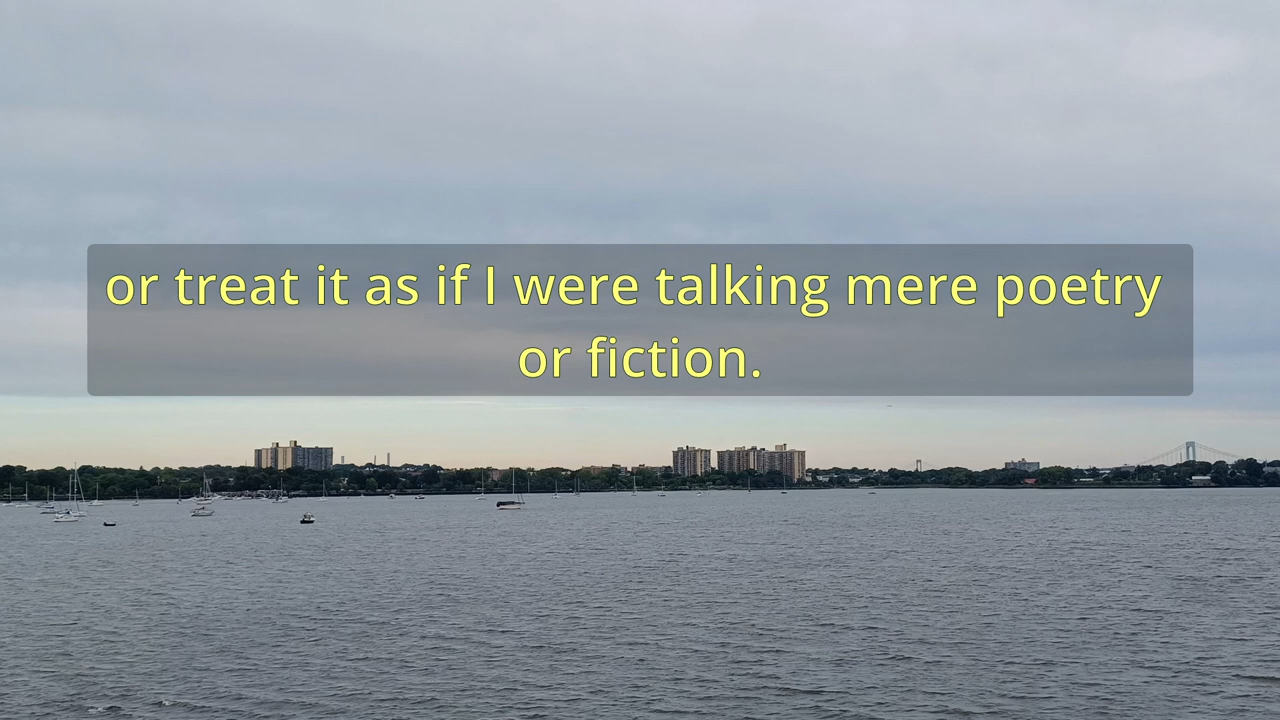 or treat it as if I were talking mere poetry
or fiction.